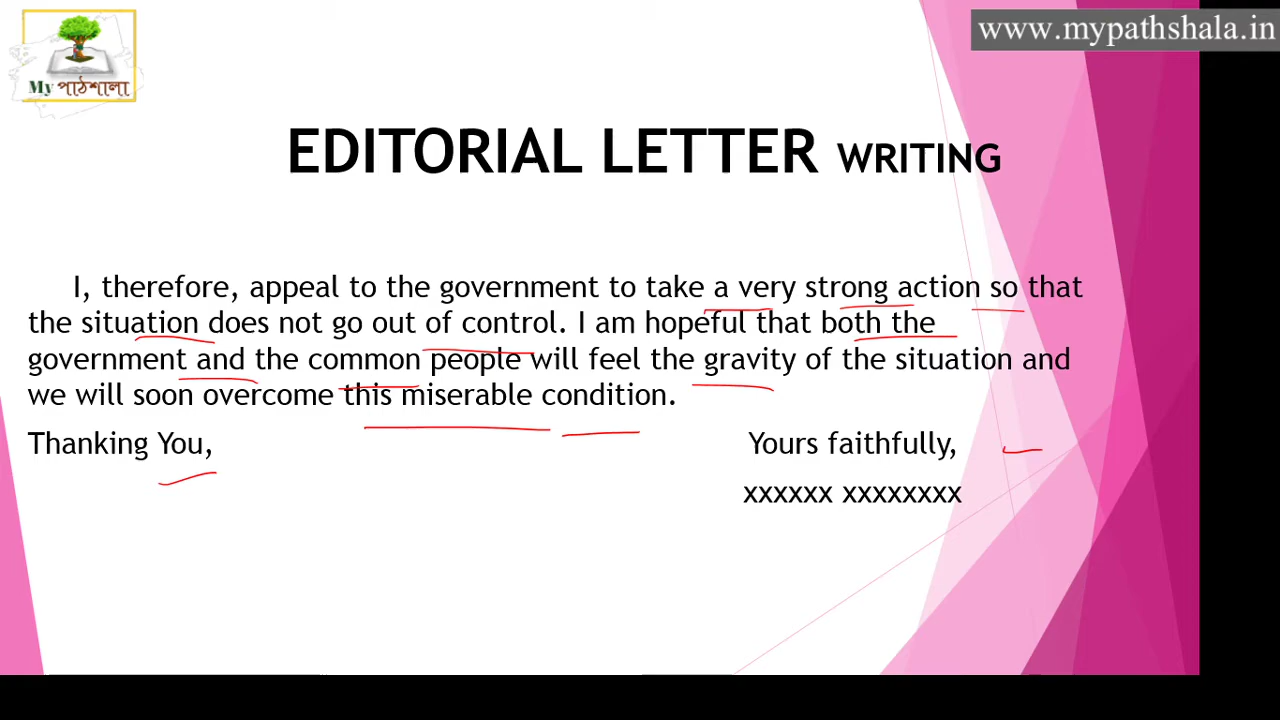 www.mypathshala.in
My পাঠশালা
EDITORIAL LETTER WRITING
I, therefore, appeal to the government to take a very strong action so that
the situation does not go out of control. I am hopeful that both the
government and the common people will feel the gravity of the situation and
we will soon overcome this miserable condition.
Thanking You,
Yours faithfully,
xxxxxx xxxxxxxx